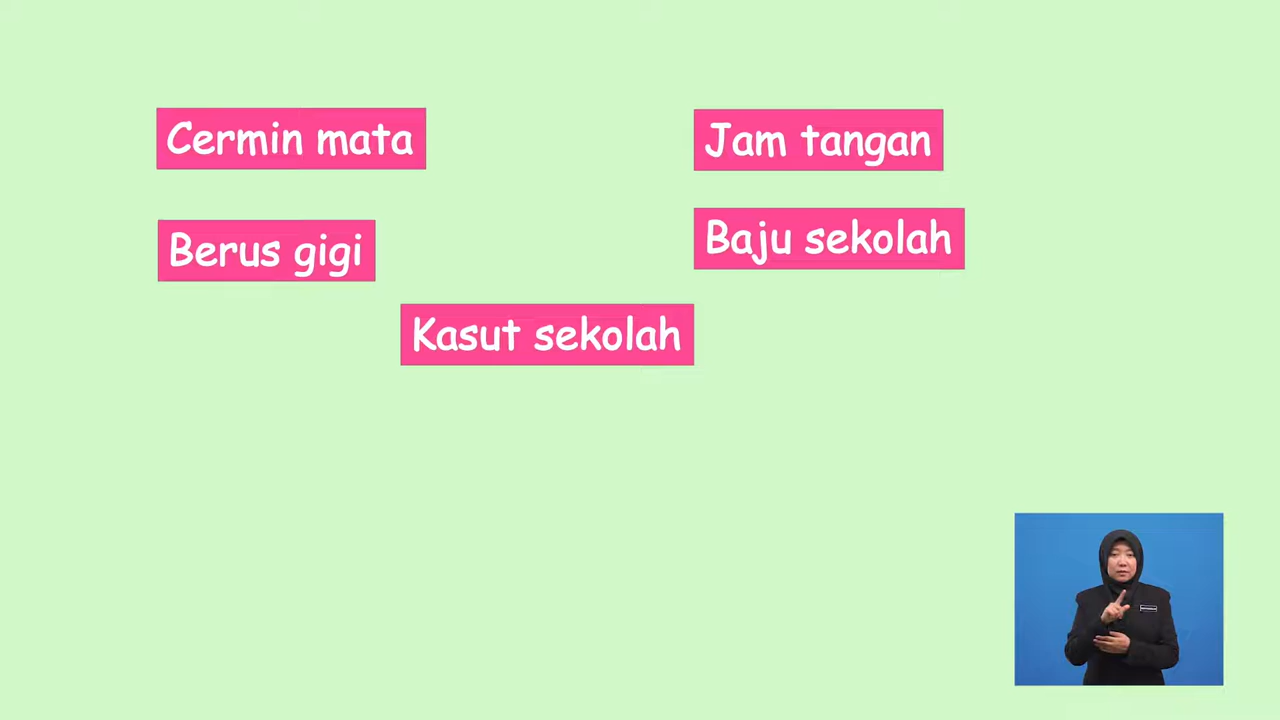 Cermin mata
Jam tangan
Berus gigi
Baju sekolah
Kasut sekolah